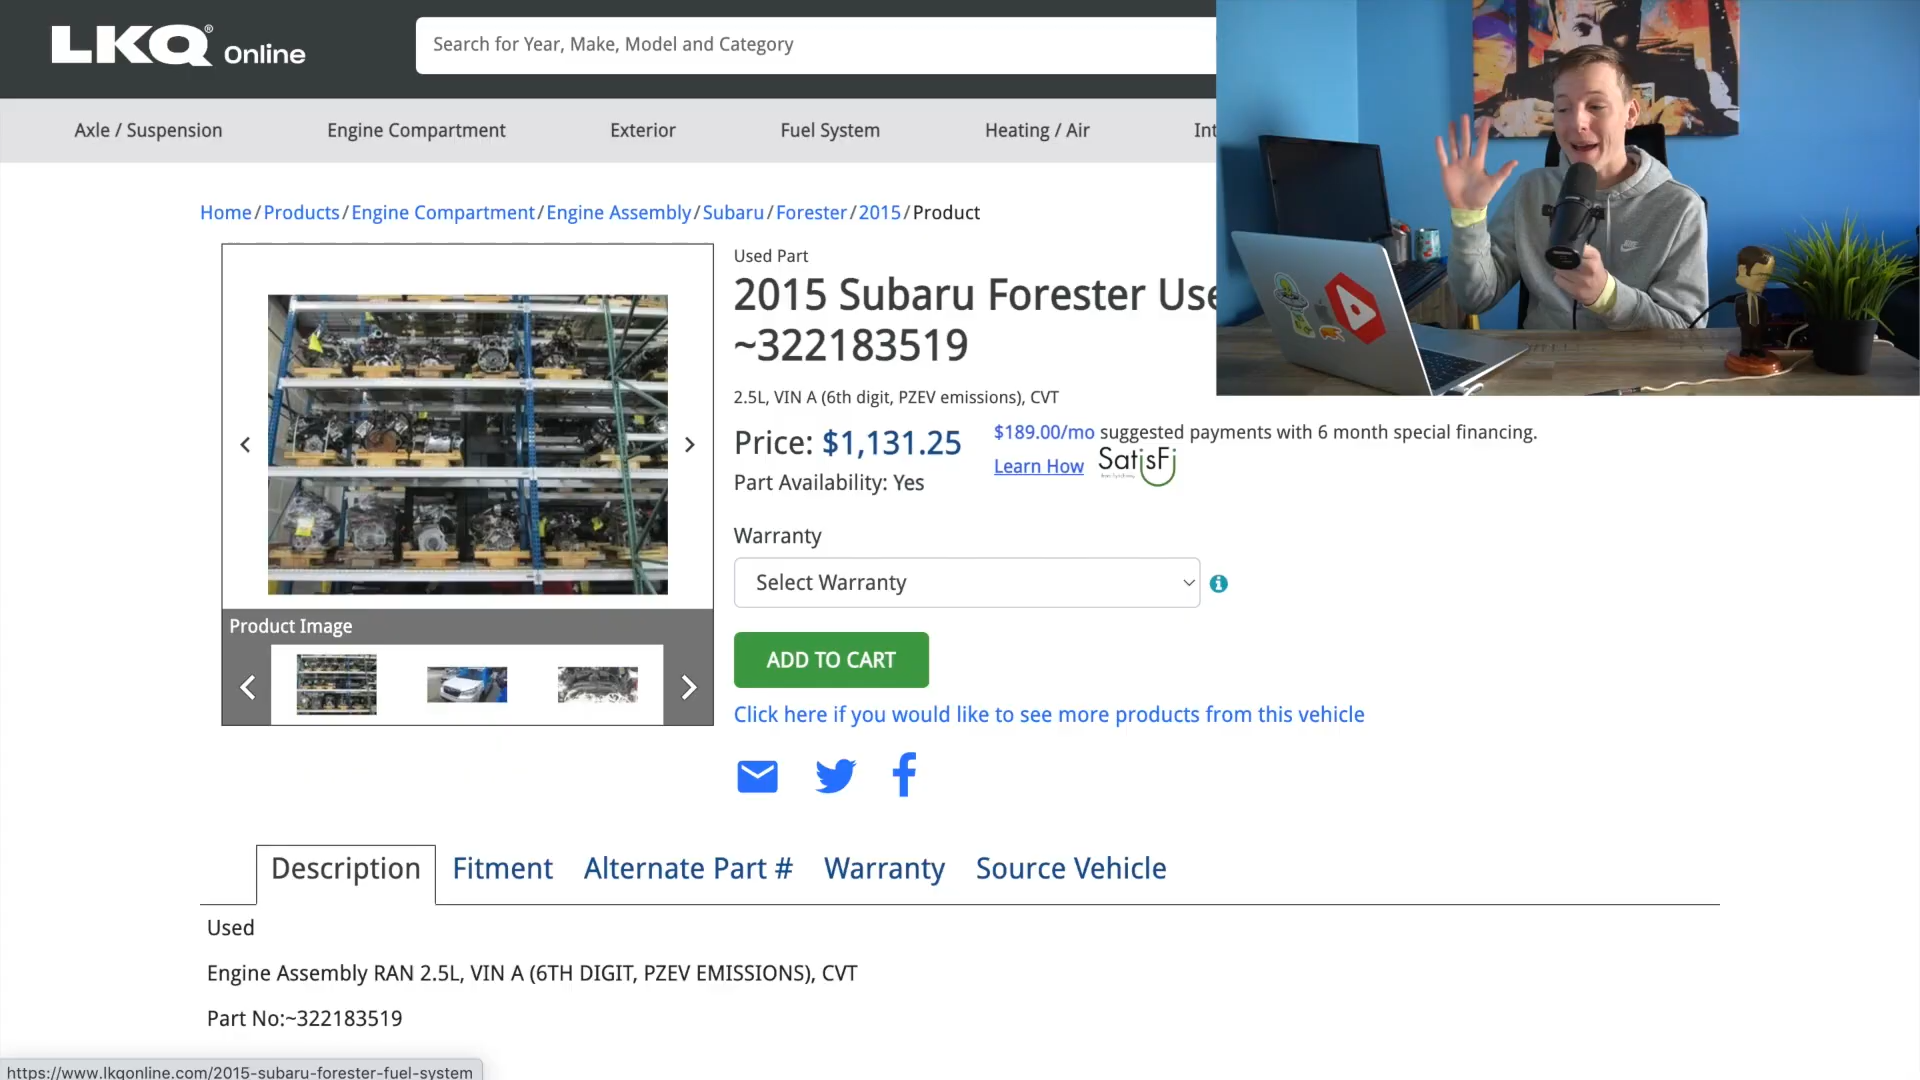 LKQ® Online
Search for Year, Make, Model and Category
Axle / Suspension
Engine Compartment
Exterior
Fuel System
Heating / Air
Int
Home/Products/Engine Compartment/Engine Assembly/Subaru/Forester/2015/Product
Used Part
2015 Subaru Forester Use
~322183519
2.5L, VIN A (6th digit, PZEV emissions), CVT
Price: $1,131.25
$189.00/mo suggested payments with 6 month special financing.
Learn How
SatisFi
Part Availability: Yes
Warranty
Select Warranty
Product Image
ADD TO CART
Click here if you would like to see more products from this vehicle
Description
Fitment
Alternate Part #
Warranty
Source Vehicle
Used
Engine Assembly RAN 2.5L, VIN A (6TH DIGIT, PZEV EMISSIONS), CVT
Part No:~322183519
https://www.lkqonline.com/2015-subaru-forester-fuel-system